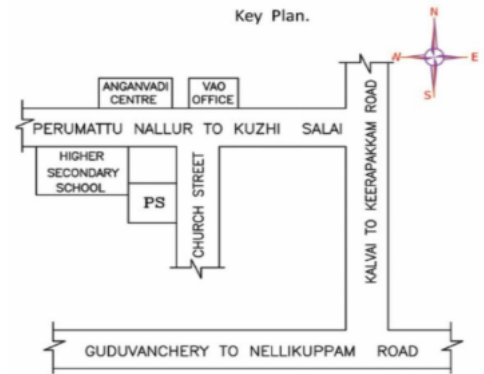 Key Plan.
N
W E
S
ANGANVADI
CENTRE
VAO
OFFICE
PERUMATTU NALLUR TO KUZHI SALAI
HIGHER
SECONDARY
SCHOOL
PS
CHURCH STREET
KALVAI TO KEERAPAKKAM ROAD
GUDUVANCHERY TO NELLIKUPPAM ROAD